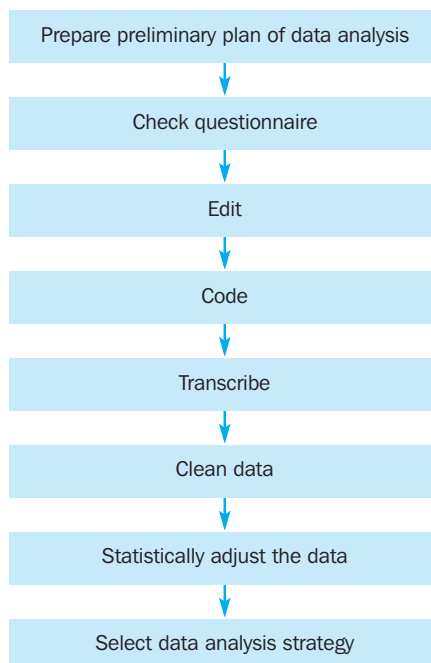 Prepare preliminary plan of data analysis
Check questionnaire
Edit
Code
Transcribe
Clean data
Statistically adjust the data
Select data analysis strategy